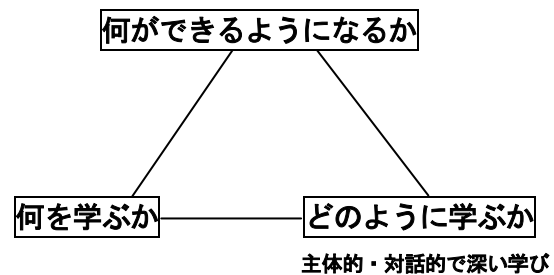 何ができるようになるか
何を学ぶか
どのように学ぶか
主体的・対話的で深い学び